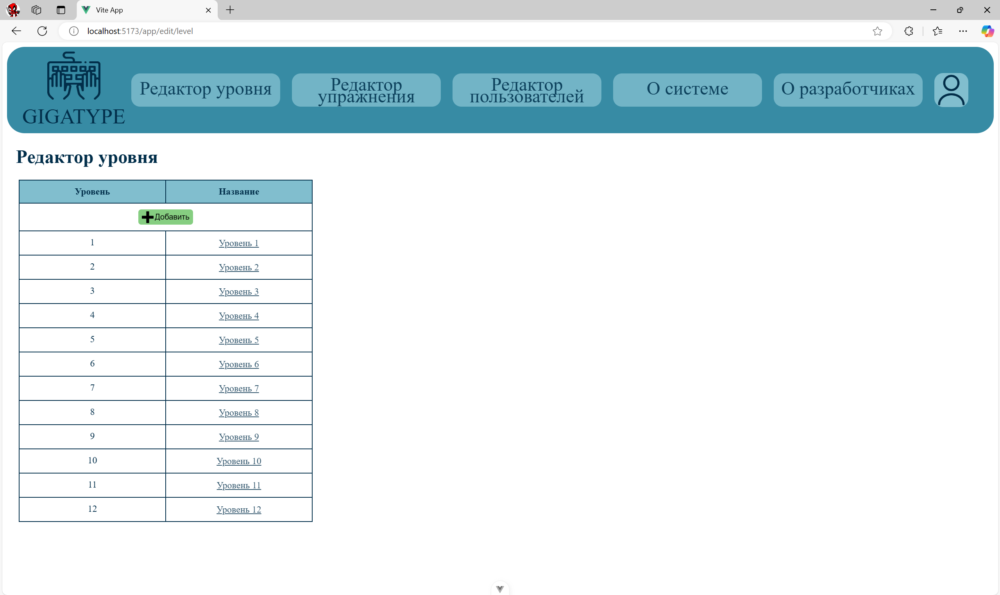 Vite App
localhost:5173/app/edit/level
GIGATYPE
Редактор уровня
Редактор
упражнения
Редактор
пользователей
О системе
О разработчиках
Редактор уровня
Уровень Название
Добавить
1 Уровень 1
2 Уровень 2
3 Уровень 3
4 Уровень 4
5 Уровень 5
6 Уровень 6
7 Уровень 7
8 Уровень 8
9 Уровень 9
10 Уровень 10
11 Уровень 11
12 Уровень 12